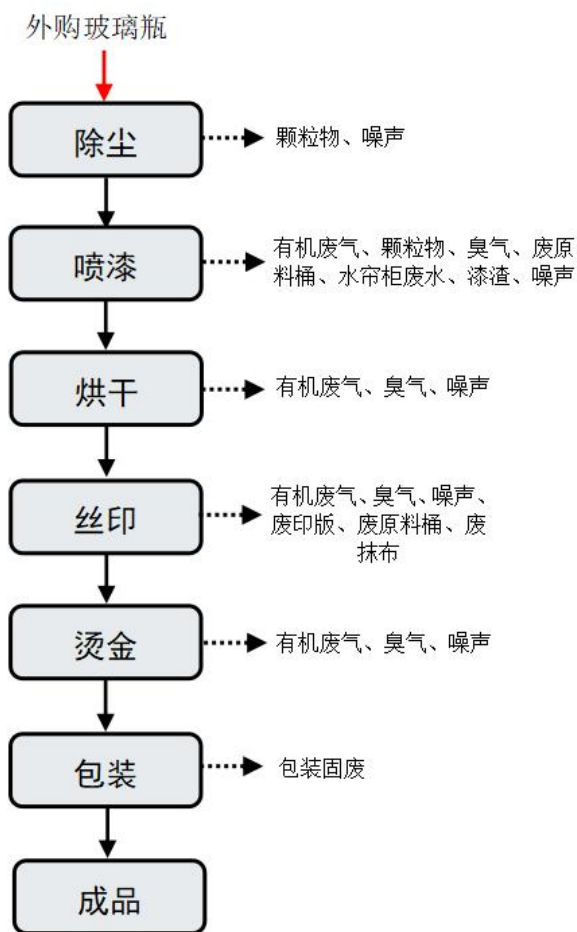 外购玻璃瓶
除尘
颗粒物、噪声
喷漆
有机废气、颗粒物、臭气、废原
料桶、水帘柜废水、漆渣、噪声
烘干
有机废气、臭气、噪声
丝印
有机废气、臭气、噪声、
废印版、废原料桶、废
抹布
烫金
有机废气、臭气、噪声
包装
包装固废
成品